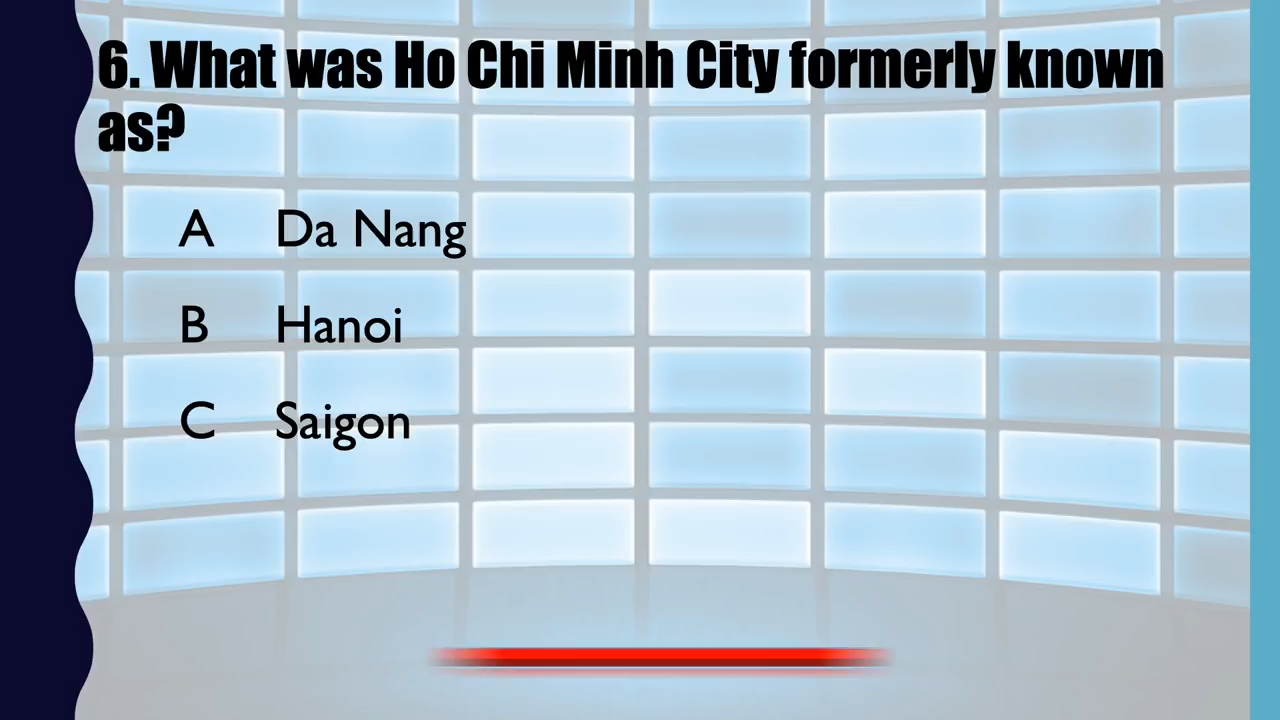 6. What was Ho Chi Minh City formerly known
as?
A Da Nang
B Hanoi
C Saigon